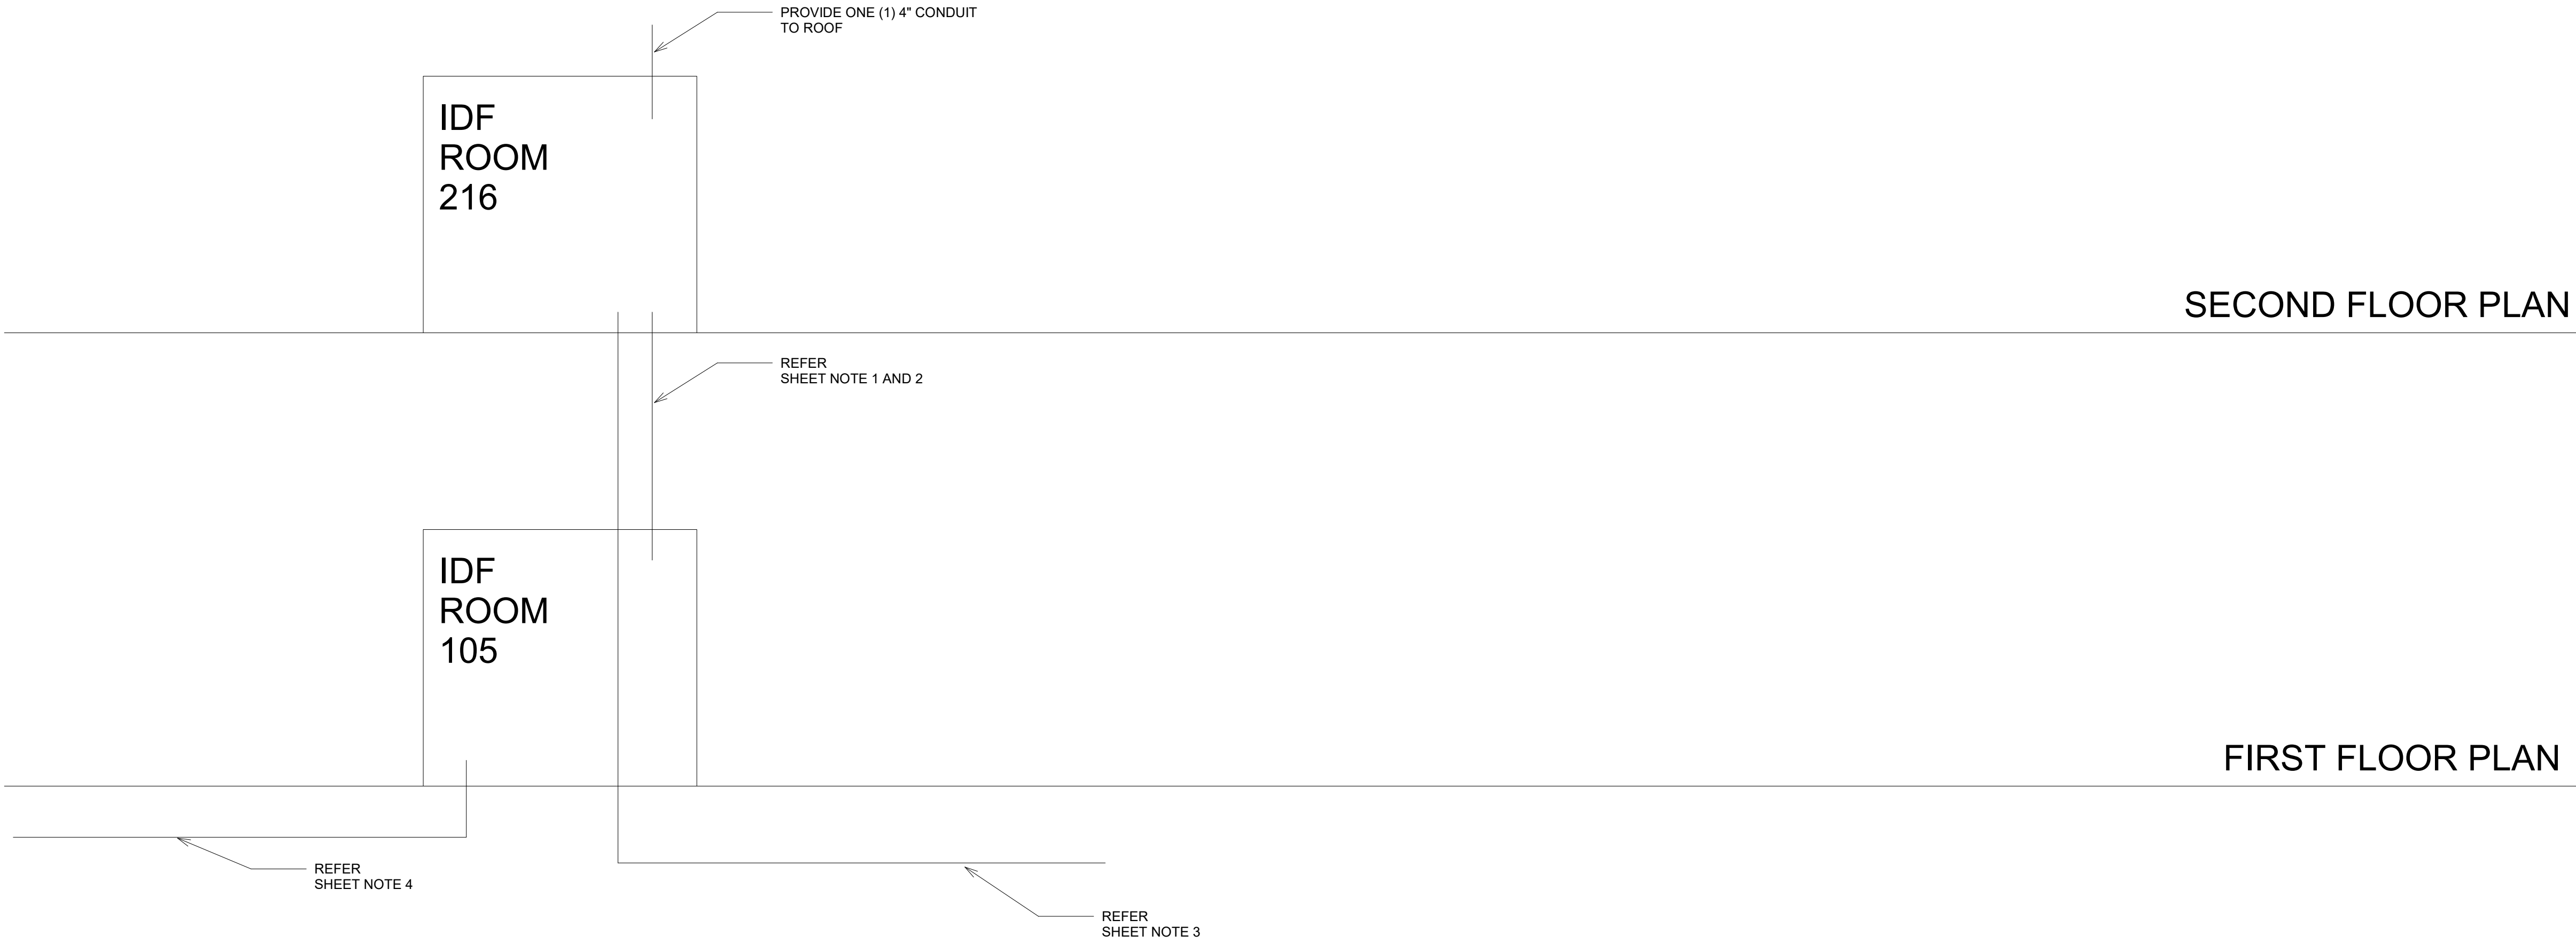 PROVIDE ONE (1) 4" CONDUIT
TO ROOF
IDF
ROOM
216
SECOND FLOOR PLAN
REFER
SHEET NOTE 1 AND 2
IDF
ROOM
105
FIRST FLOOR PLAN
REFER
SHEET NOTE 4
REFER
SHEET NOTE 3